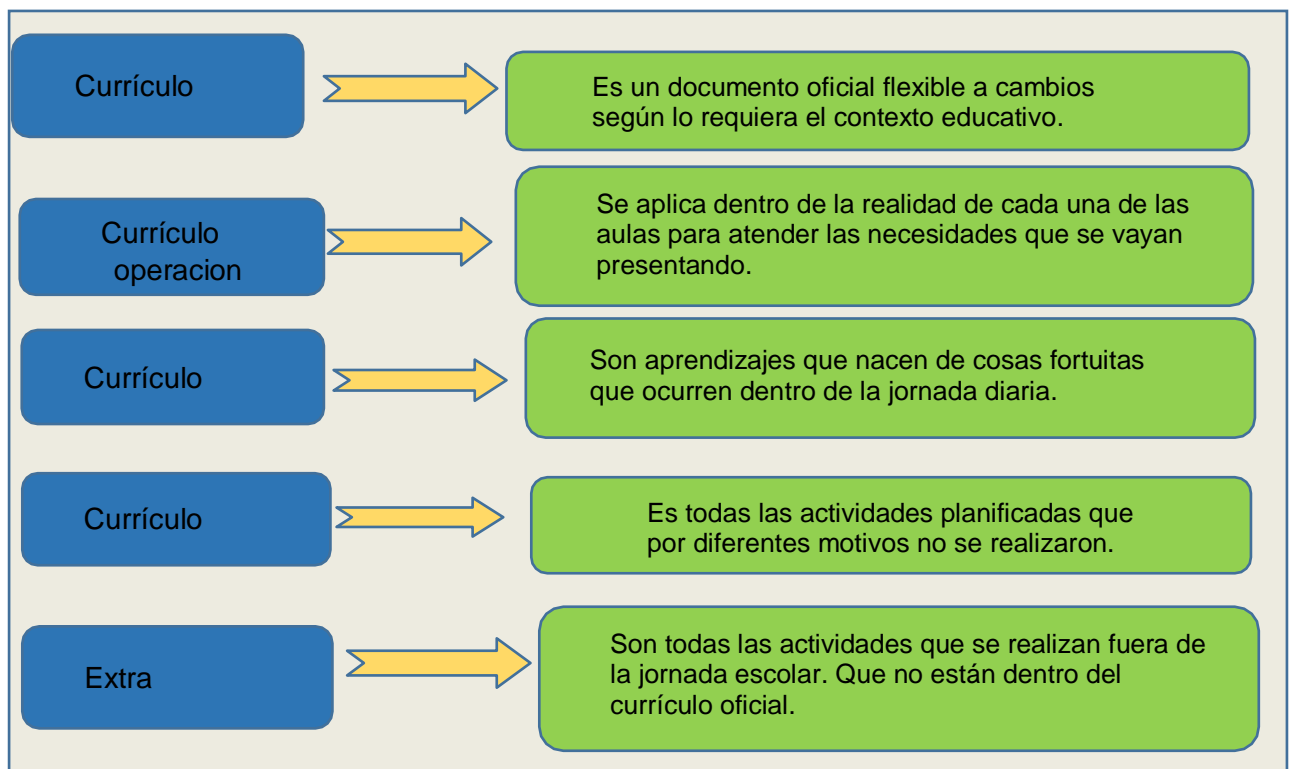 Currículo
Es un documento oficial flexible a cambios
según lo requiera el contexto educativo.
Currículo
operacion
Se aplica dentro de la realidad de cada una de las
aulas para atender las necesidades que se vayan
presentando.
Currículo
Son aprendizajes que nacen de cosas fortuitas
que ocurren dentro de la jornada diaria.
Currículo
Es todas las actividades planificadas que
por diferentes motivos no se realizaron.
Extra
Son todas las actividades que se realizan fuera de
la jornada escolar. Que no están dentro del
currículo oficial.